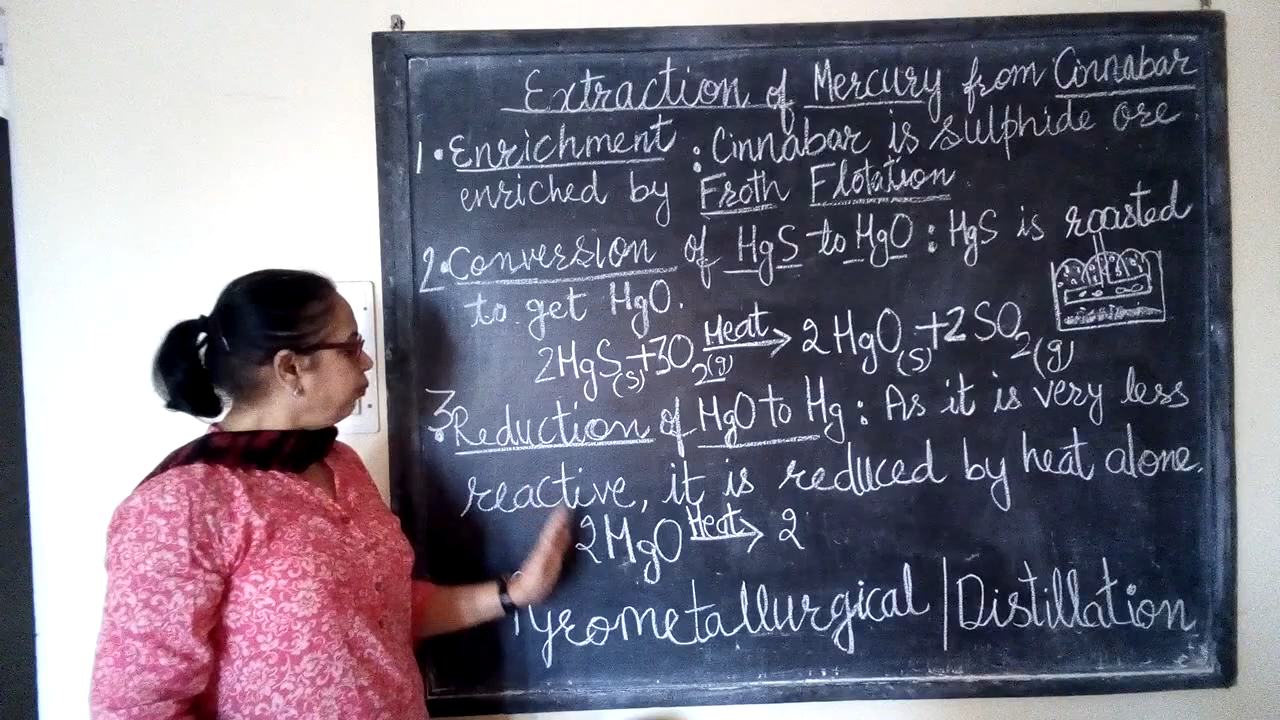 Extraction of Mercury from Cinnabar
1. Enrichment : Cinnabar is sulphide ore
enriched by Froth Flotation
2. Conversion of HgS to HgO : HgS is roasted
to get HgO.
2HgS(s)+3O2(g) Heat→ 2HgO(s)+2SO2(g)
3. Reduction of HgO to Hg : As it is very less
reactive, it is reduced by heat alone.
2HgO Heat→ 2
Pyrometallurgical | Distillation